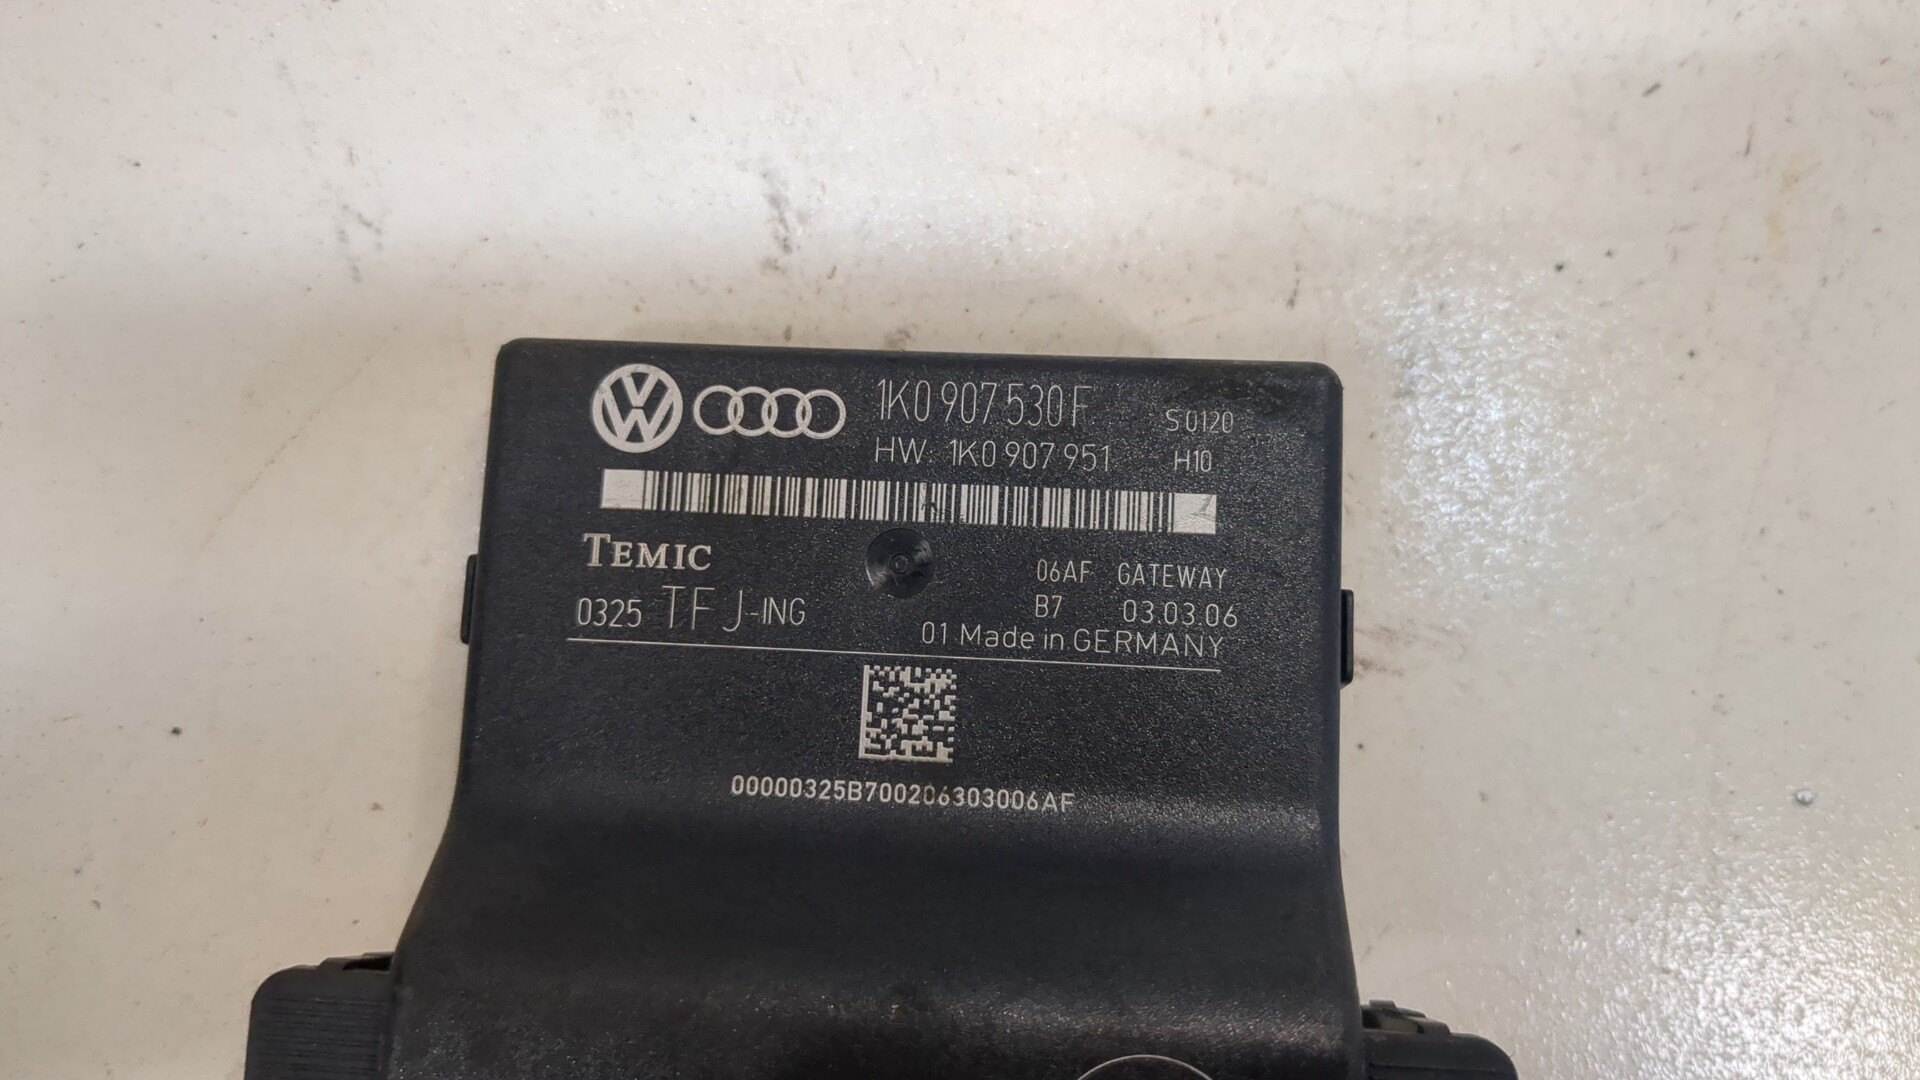 1K0 907 530 F S0120
HW: 1K0 907 951 H10
TEMIC
06AF GATEWAY
0325 TFJ-ING B7 03.03.06
01 Made in GERMANY
00000325B700206303006AF